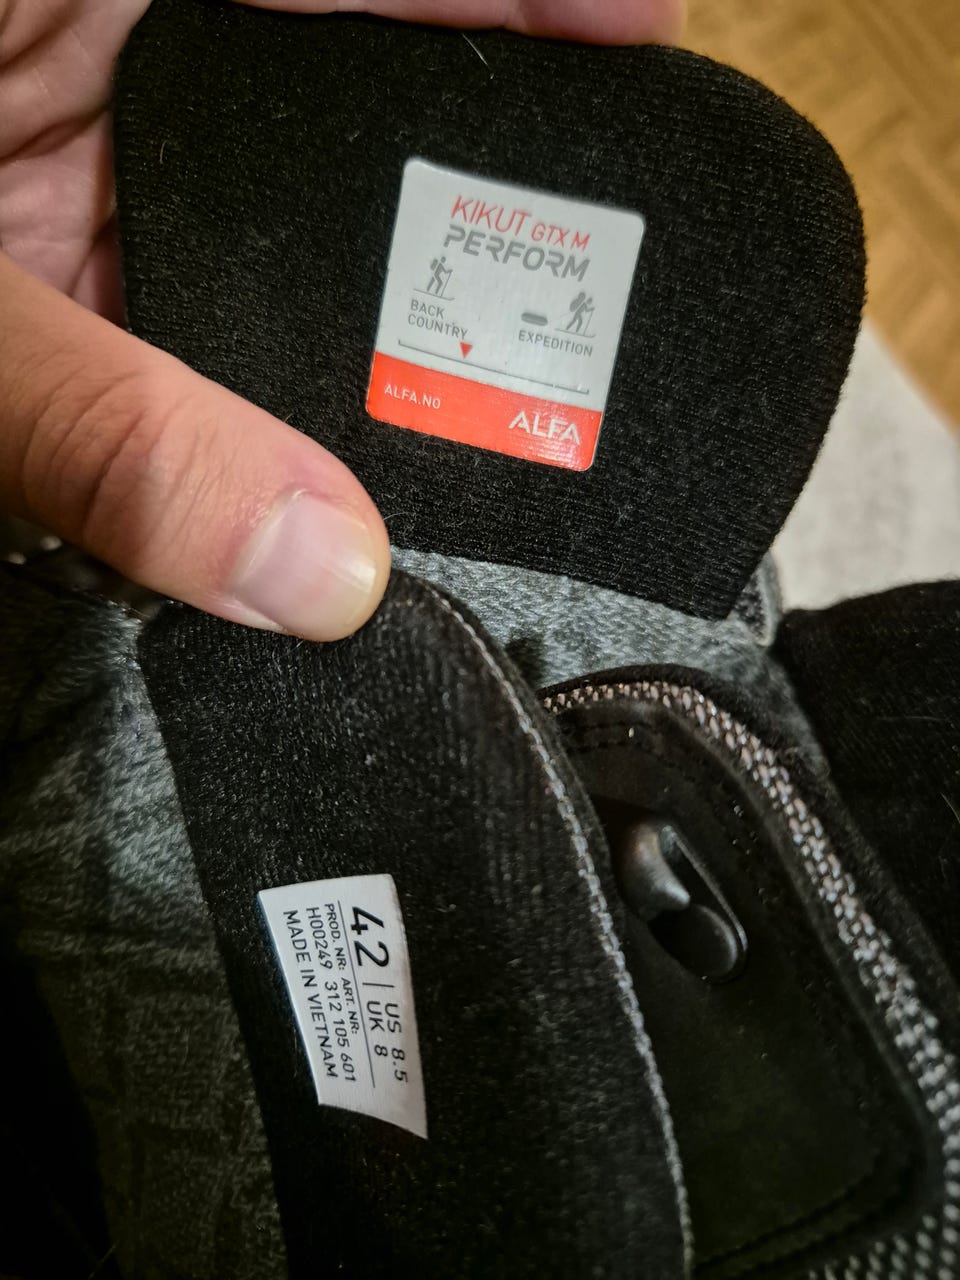 KIKUT GTX M
PERFORM
BACK
COUNTRY
EXPEDITION
ALFA.NO
ALFA
42 | US 8.5
UK 8
PROD. NR: ART. NR:
H00249 312 105 601
MADE IN VIETNAM